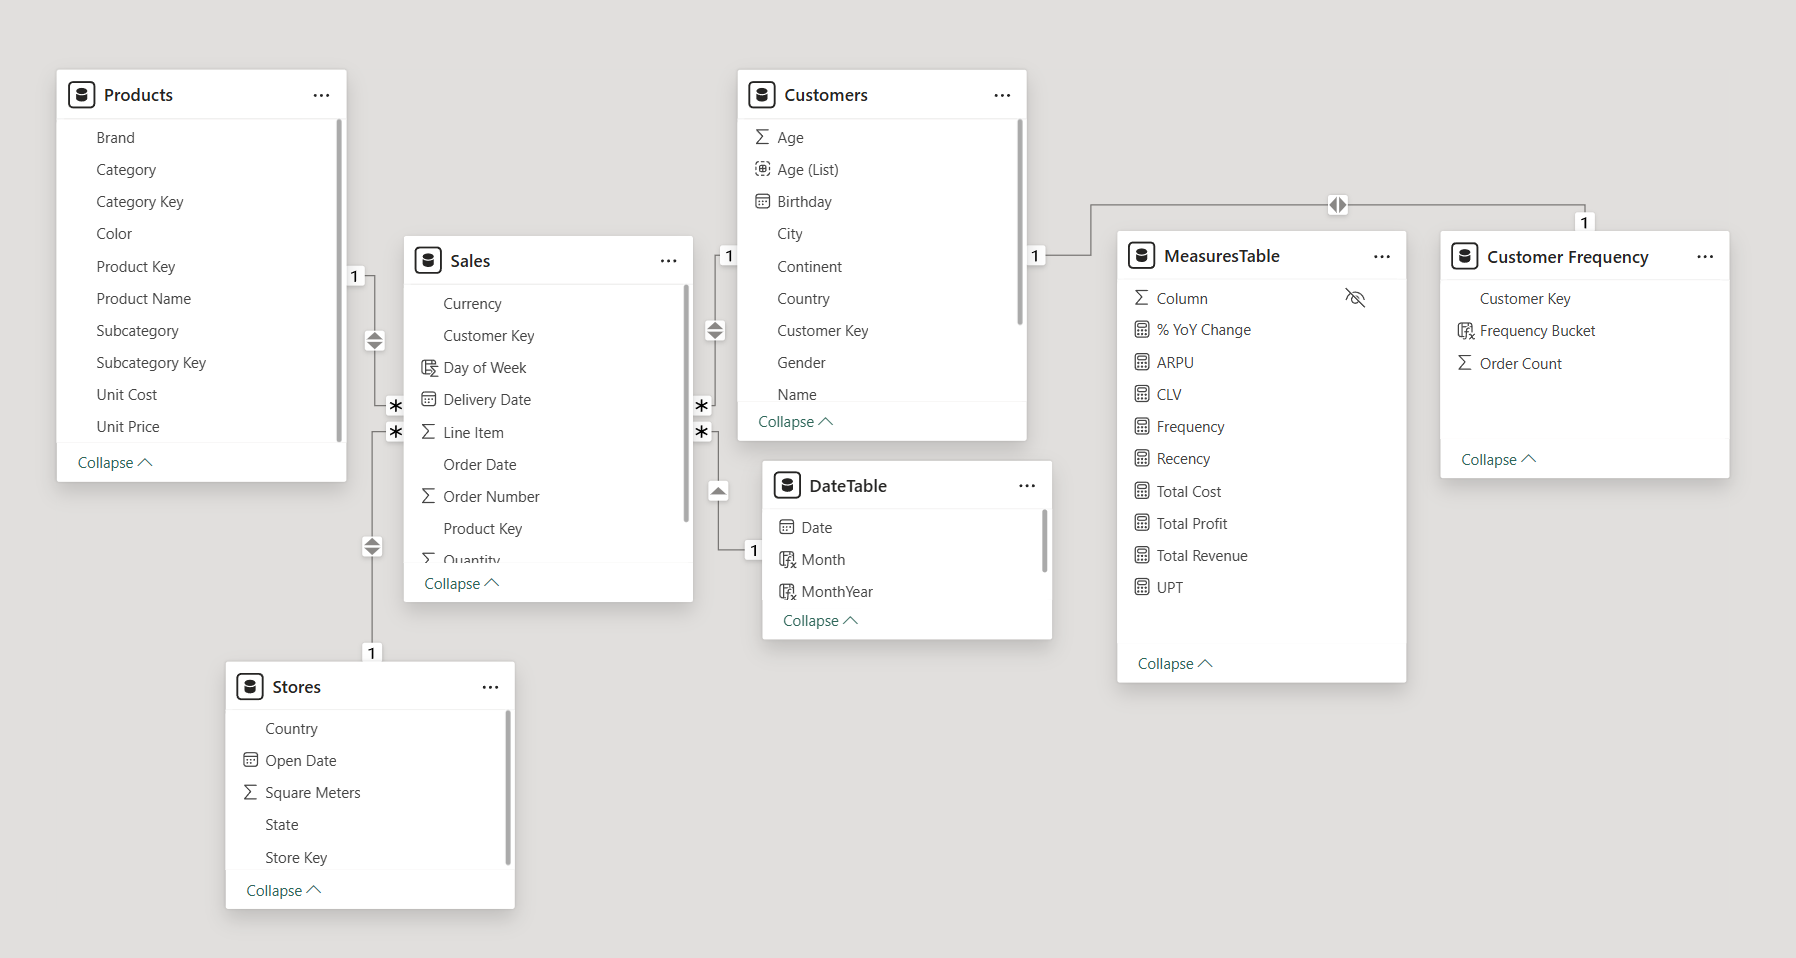 Products
Brand
Category
Category Key
Color
Product Key
Product Name
Subcategory
Subcategory Key
Unit Cost
Unit Price
Collapse
1
*
Sales
Currency
Customer Key
Day of Week
Delivery Date
Line Item
Order Date
Order Number
Product Key
Quantity
Collapse
*
1
Stores
Country
Open Date
Square Meters
State
Store Key
Collapse
1
*
Customers
Age
Age (List)
Birthday
City
Continent
Country
Customer Key
Gender
Name
Collapse
*
1
DateTable
Date
Month
MonthYear
Collapse
1
1
MeasuresTable
Column
% YoY Change
ARPU
CLV
Frequency
Recency
Total Cost
Total Profit
Total Revenue
UPT
Collapse
Customer Frequency
Customer Key
Frequency Bucket
Order Count
Collapse